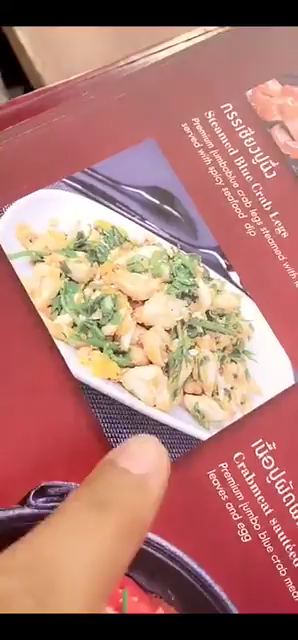 กรรเชียงปูนึ่ง
Steamed Blue Crab Legs
Premium jumboblue crab legs steamed with
served with spicy seafood dip
เนื้อปูผัด
Crabmeat sautéed
Premium jumbo blue crab meat
leaves and egg